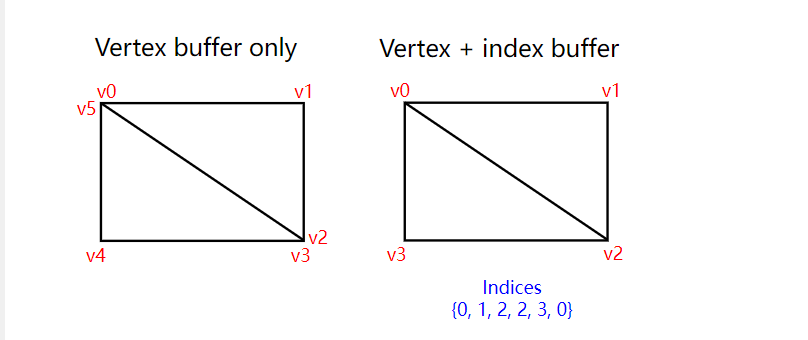 Vertex buffer only
v0
v1
v5
v2
v4
v3
Vertex + index buffer
v0
v1
v3
v2
Indices
{0, 1, 2, 2, 3, 0}